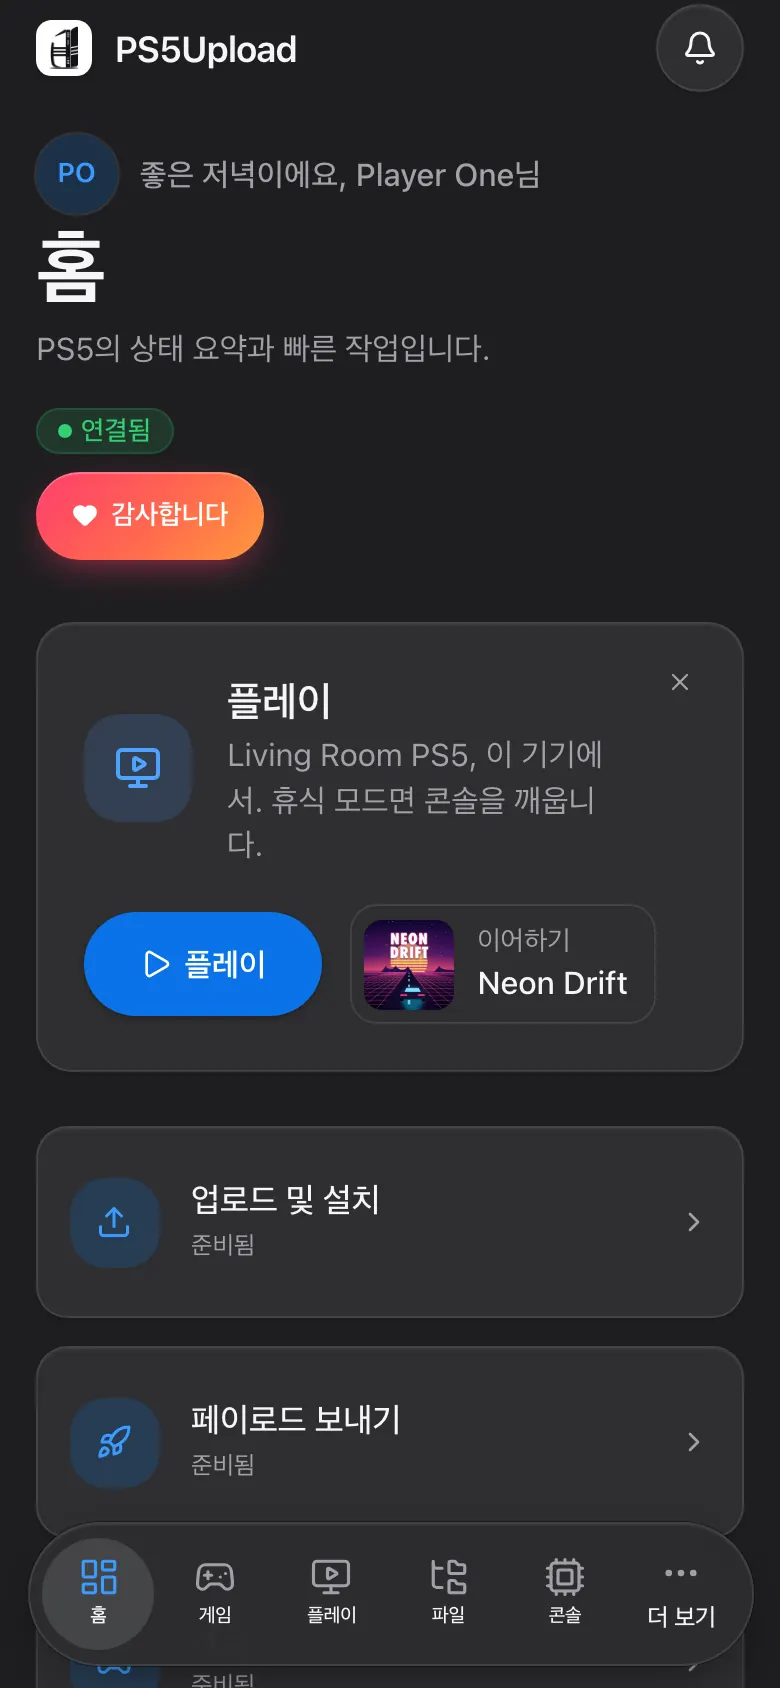 PS5Upload
PO
좋은 저녁이에요, Player One님
홈
PS5의 상태 요약과 빠른 작업입니다.
연결됨
감사합니다
플레이
Living Room PS5, 이 기기에
서. 휴식 모드면 콘솔을 깨웁니
다.
플레이
NEON
DRIFT
이어하기
Neon Drift
업로드 및 설치
준비됨
페이로드 보내기
준비됨
홈
게임
플레이
파일
콘솔
더 보기
준비됨